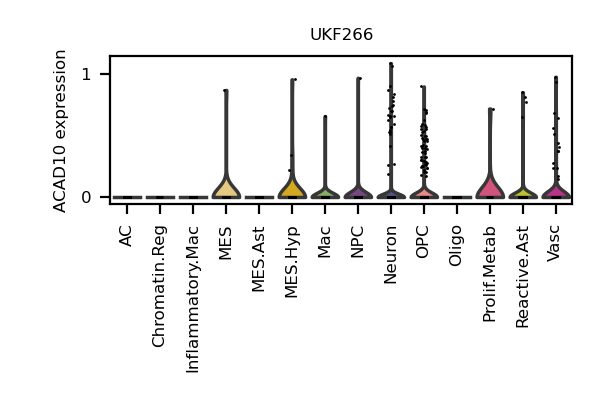 UKF266
ACAD10 expression
1
0
AC
Chromatin.Reg
Inflammatory.Mac
MES
MES.Ast
MES.Hyp
Mac
NPC
Neuron
OPC
Oligo
Prolif.Metab
Reactive.Ast
Vasc